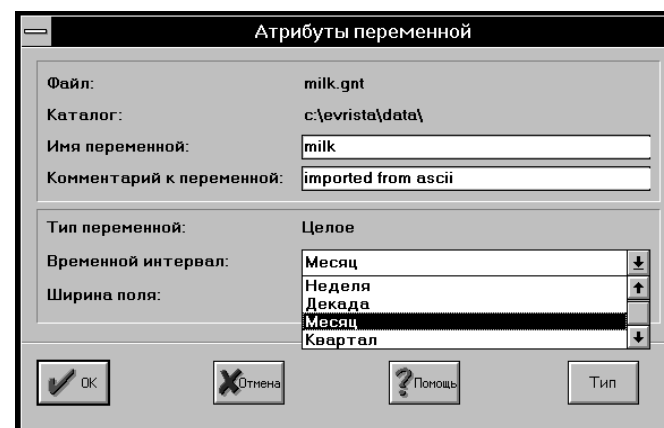 Атрибуты переменной
Файл: milk.gnt
Каталог: c:\evrista\data\
Имя переменной: milk
Комментарий к переменной: imported from ascii
Тип переменной: Целое
Временной интервал: Месяц
Неделя
Ширина поля:
Декада
Месяц
Квартал
OK Отмена Помощь Тип